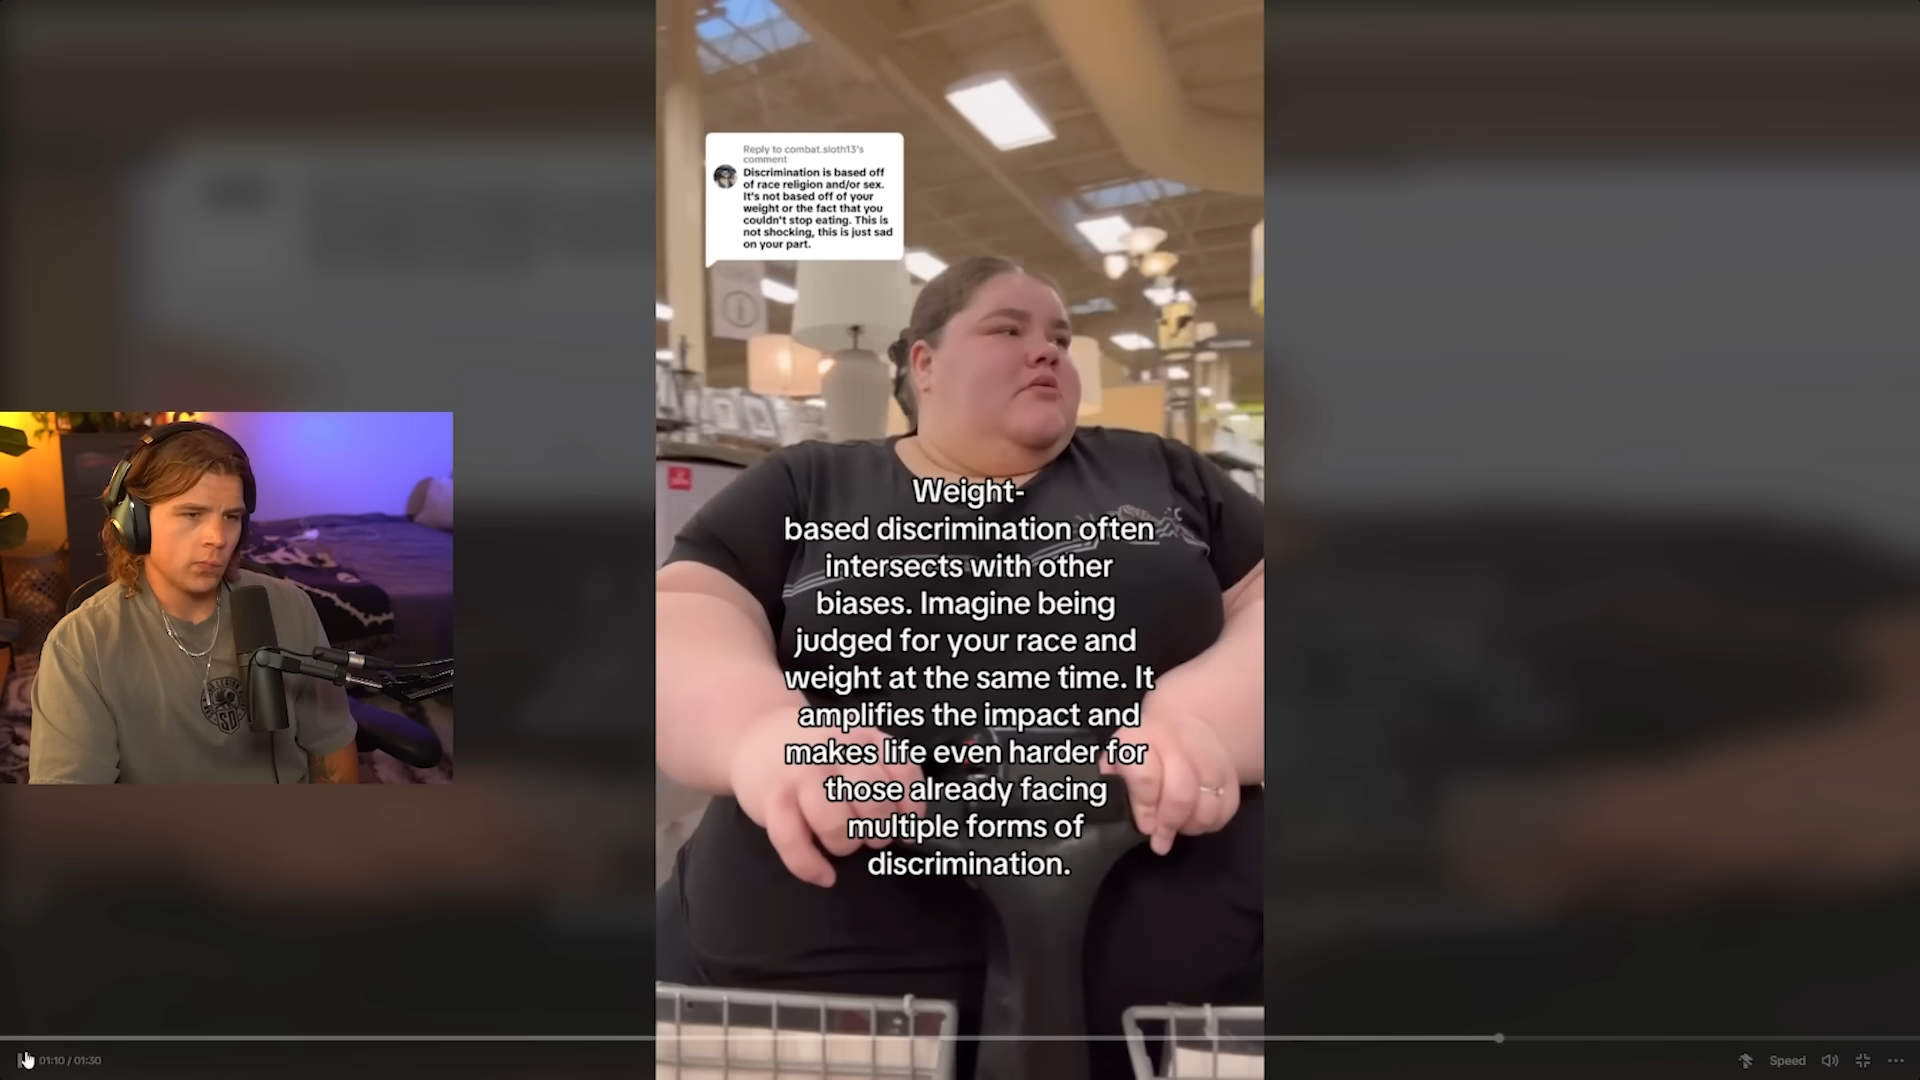 Reply to combat.sloth13's
comment
Discrimination is based off
of race religion and/or sex.
It's not based off of your
weight or the fact that you
couldn't stop eating. This is
not shocking, this is just sad
on your part.
Weight-
based discrimination often
intersects with other
biases. Imagine being
judged for your race and
weight at the same time. It
amplifies the impact and
makes life even harder for
those already facing
multiple forms of
discrimination.
SD
01:10 / 01:30
Speed